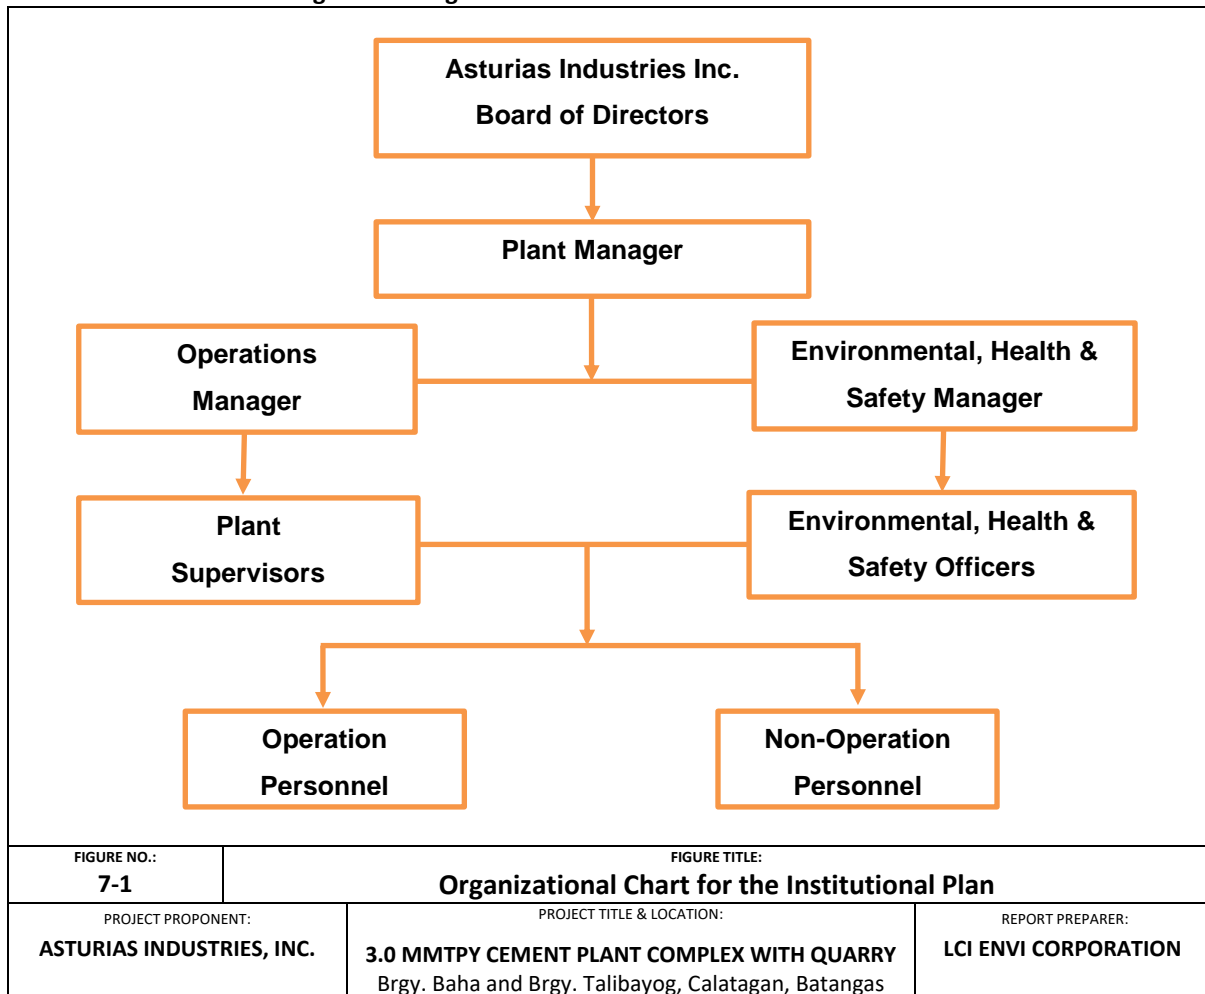 Asturias Industries Inc.
Board of Directors
Plant Manager
Operations
Manager
Environmental, Health &
Safety Manager
Plant
Supervisors
Environmental, Health &
Safety Officers
Operation
Personnel
Non-Operation
Personnel
FIGURE NO.:
7-1
FIGURE TITLE:
Organizational Chart for the Institutional Plan
PROJECT PROPONENT:
ASTURIAS INDUSTRIES, INC.
PROJECT TITLE & LOCATION:
3.0 MMTPY CEMENT PLANT COMPLEX WITH QUARRY
Brgy. Baha and Brgy. Talibayog, Calatagan, Batangas
REPORT PREPARER:
LCI ENVI CORPORATION